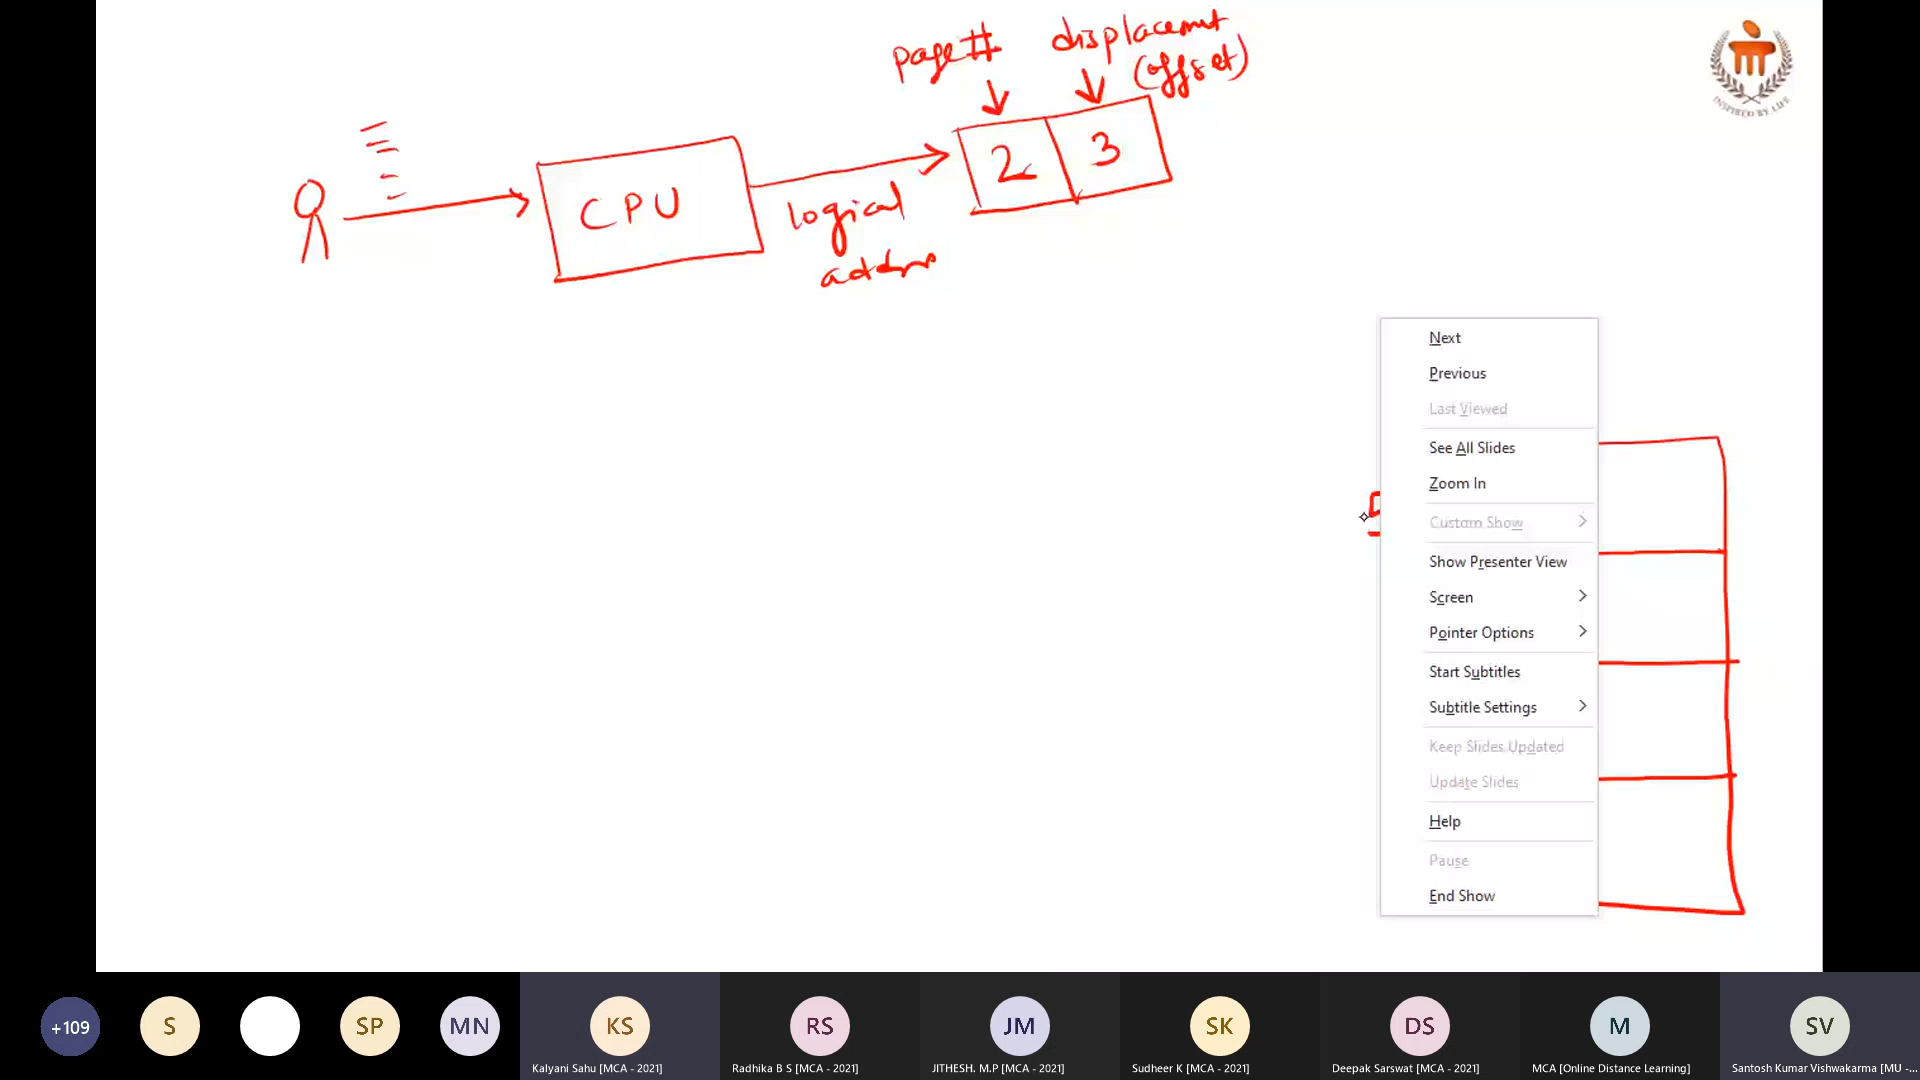 page# displacement
(offset)
2 3
CPU
logical
address
INSPIRED BY LIFE
Next
Previous
Last Viewed
See All Slides
Zoom In
Custom Show
Show Presenter View
Screen
Pointer Options
Start Subtitles
Subtitle Settings
Keep Slides Updated
Update Slides
Help
Pause
End Show
+109 S SP MN KS RS JM SK DS M SV
Kalyani Sahu [MCA - 2021] Radhika B S [MCA - 2021] JITHESH. M.P [MCA - 2021] Sudheer K [MCA - 2021] Deepak Sarswat [MCA - 2021] MCA [Online Distance Learning] Santosh Kumar Vishwakarma [MU -...